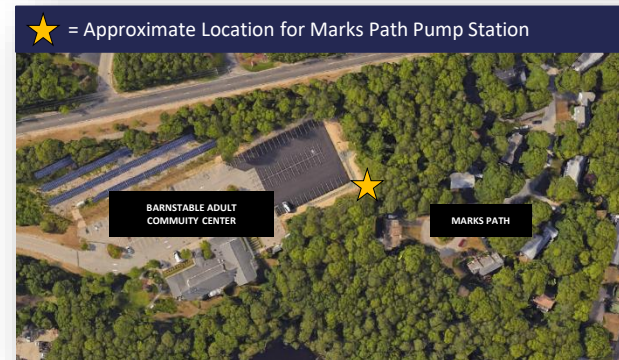 = Approximate Location for Marks Path Pump Station
BARNSTABLE ADULT
COMMUITY CENTER
MARKS PATH